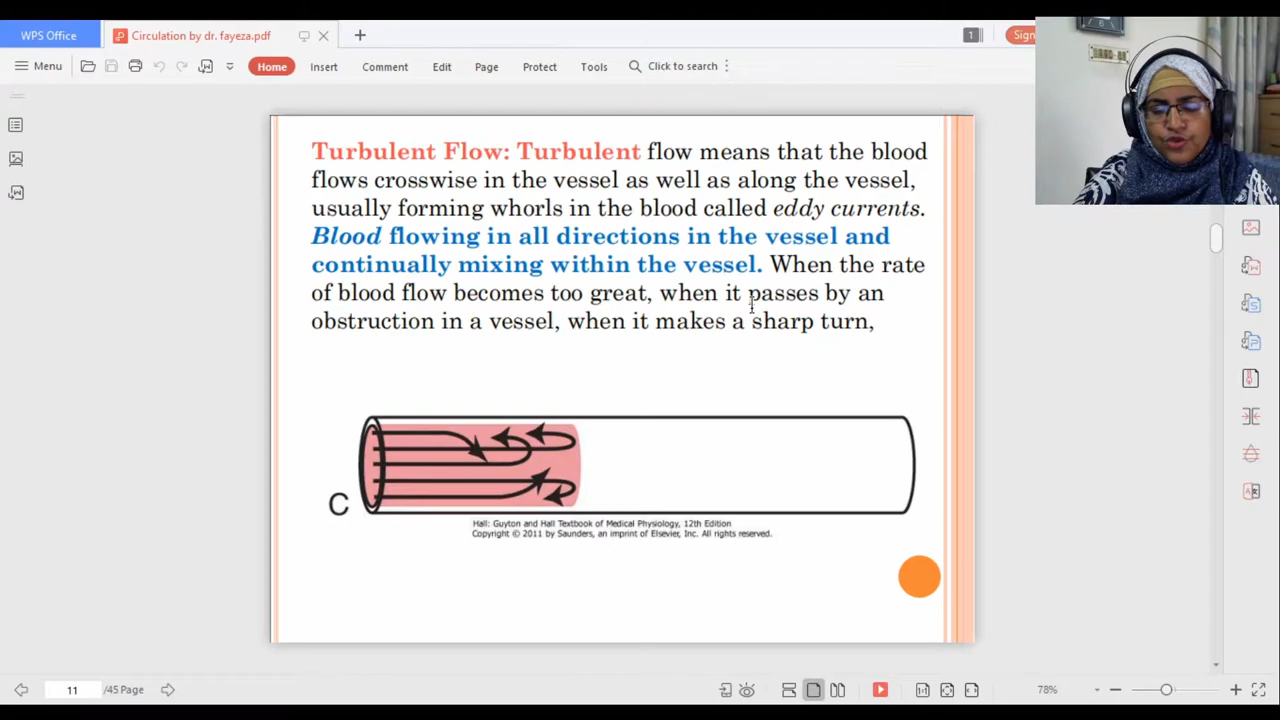 WPS Office
Circulation by dr. fayeza.pdf
1
Sign
Menu
Home
Insert
Comment
Edit
Page
Protect
Tools
Click to search
Turbulent Flow: Turbulent flow means that the blood
flows crosswise in the vessel as well as along the vessel,
usually forming whorls in the blood called eddy currents.
Blood flowing in all directions in the vessel and
continually mixing within the vessel. When the rate
of blood flow becomes too great, when it passes by an
obstruction in a vessel, when it makes a sharp turn,
C
Hall: Guyton and Hall Textbook of Medical Physiology, 12th Edition
Copyright © 2011 by Saunders, an imprint of Elsevier, Inc. All rights reserved.
11
/45 Page
78%